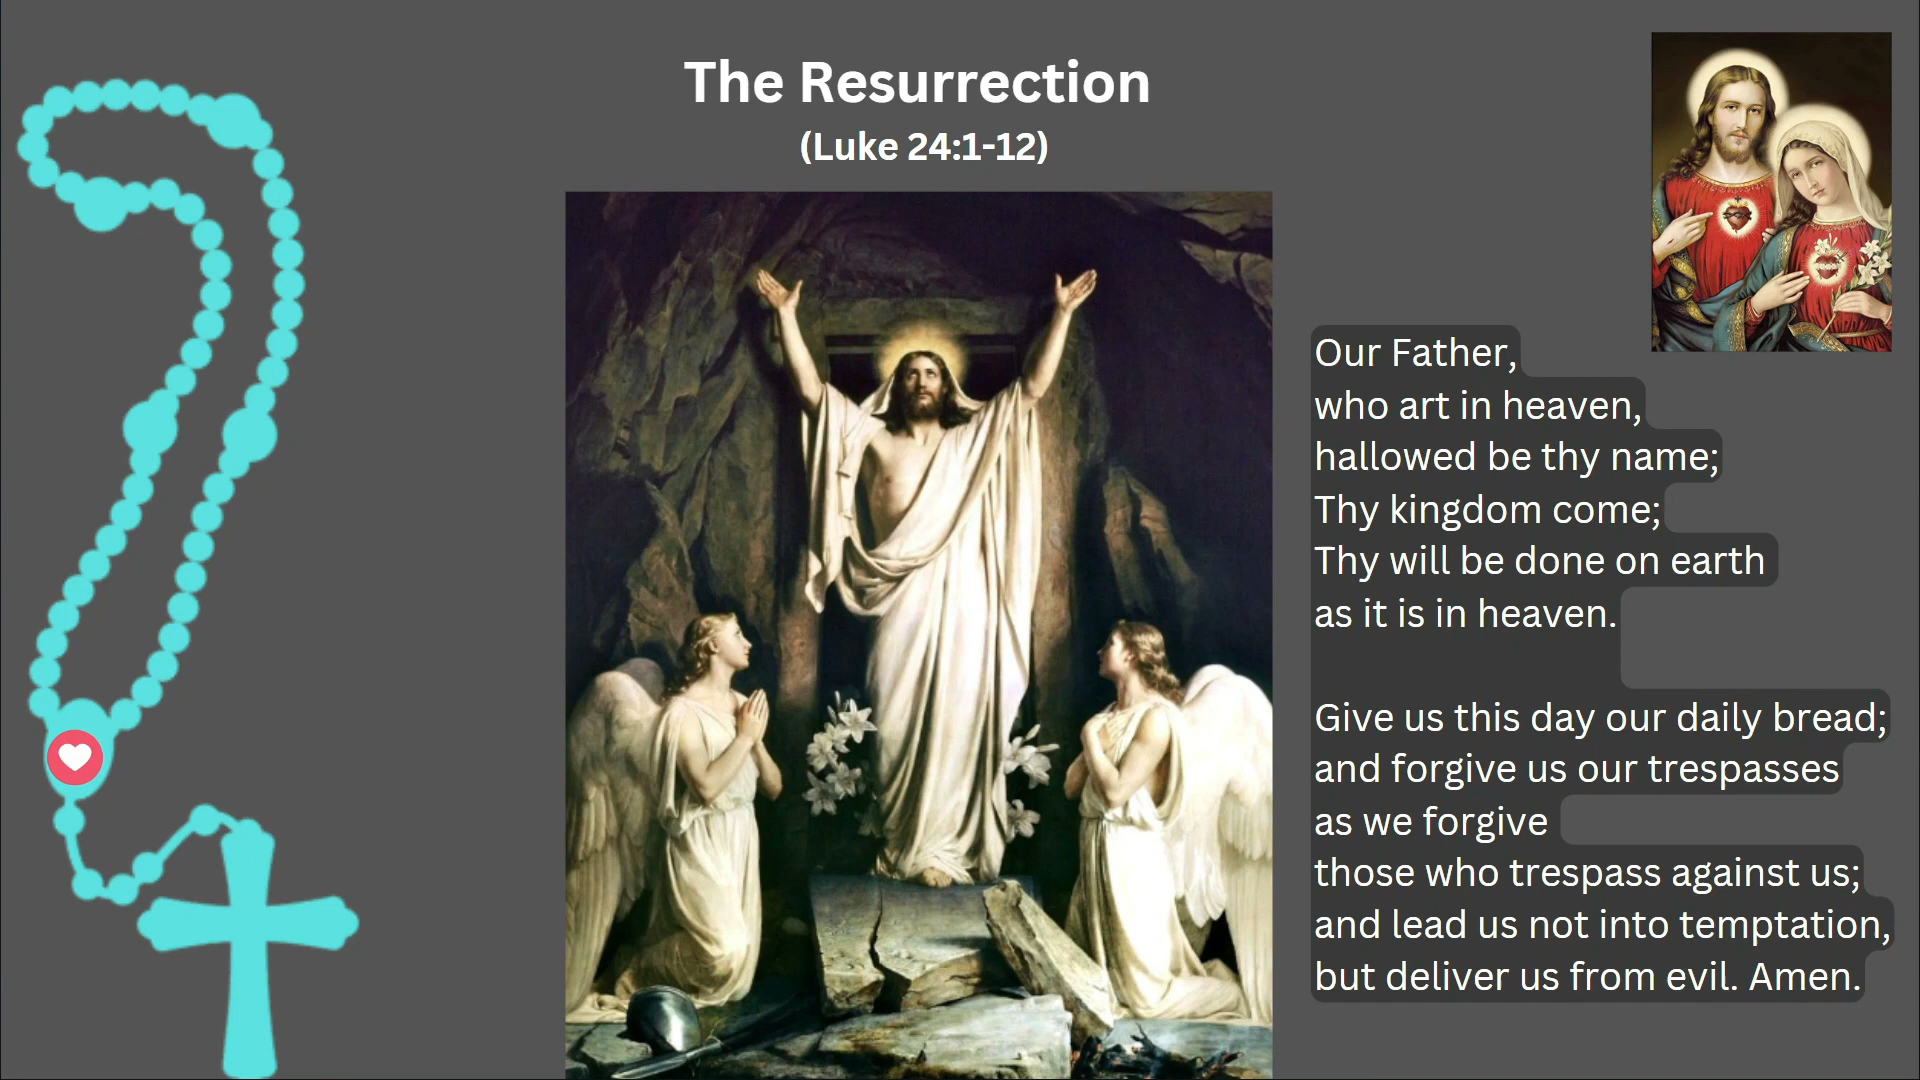 The Resurrection
(Luke 24:1-12)
Our Father,
who art in heaven,
hallowed be thy name;
Thy kingdom come;
Thy will be done on earth
as it is in heaven.
Give us this day our daily bread;
and forgive us our trespasses
as we forgive
those who trespass against us;
and lead us not into temptation,
but deliver us from evil. Amen.